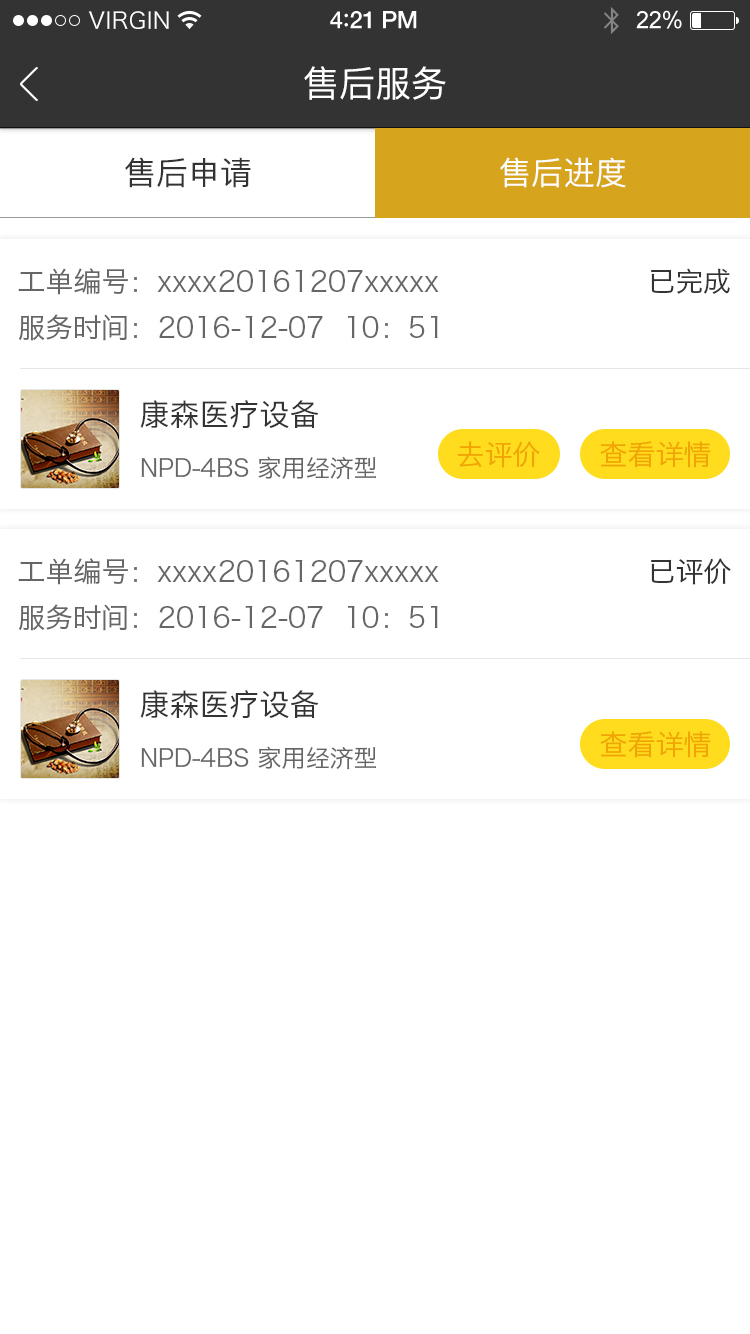 VIRGIN 4:21 PM 22%
售后服务
售后申请 售后进度
工单编号：xxxx20161207xxxxx 已完成
服务时间：2016-12-07 10：51
康森医疗设备
NPD-4BS 家用经济型
去评价 查看详情
工单编号：xxxx20161207xxxxx 已评价
服务时间：2016-12-07 10：51
康森医疗设备
NPD-4BS 家用经济型
查看详情